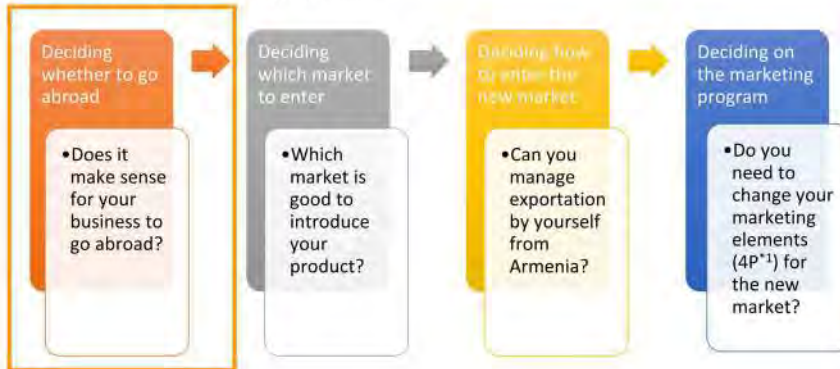 Deciding
whether to go
abroad
•Does it
make sense
for your
business to
go abroad?
Deciding
which market
to enter
•Which
market is
good to
introduce
your
product?
Deciding how
to enter the
new market
•Can you
manage
exportation
by yourself
from
Armenia?
Deciding on
the marketing
program
•Do you
need to
change your
marketing
elements
(4P*1) for
the new
market?